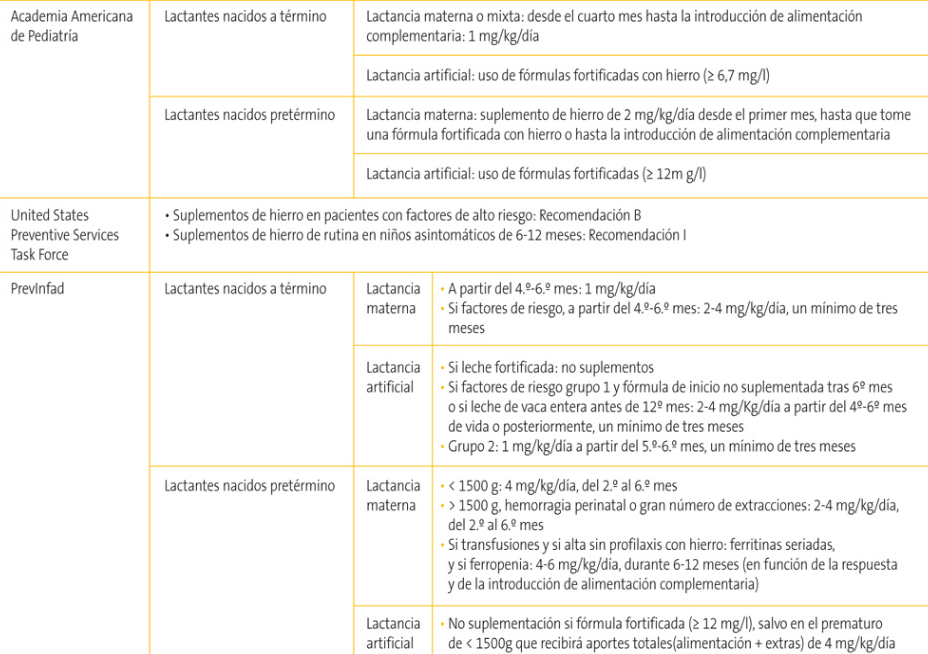 Academia Americana
de Pediatría
Lactantes nacidos a término
Lactancia materna o mixta: desde el cuarto mes hasta la introducción de alimentación
complementaria: 1 mg/kg/día
Lactancia artificial: uso de fórmulas fortificadas con hierro (≥ 6,7 mg/l)
Lactantes nacidos pretérmino
Lactancia materna: suplemento de hierro de 2 mg/kg/día desde el primer mes, hasta que tome
una fórmula fortificada con hierro o hasta la introducción de alimentación complementaria
Lactancia artificial: uso de fórmulas fortificadas (≥ 12m g/l)
United States
Preventive Services
Task Force
• Suplementos de hierro en pacientes con factores de alto riesgo: Recomendación B
• Suplementos de hierro de rutina en niños asintomáticos de 6-12 meses: Recomendación I
PrevInfad
Lactantes nacidos a término
Lactancia
materna
• A partir del 4.º-6.º mes: 1 mg/kg/día
• Si factores de riesgo, a partir del 4.º-6.º mes: 2-4 mg/kg/día, un mínimo de tres
meses
Lactancia
artificial
• Si leche fortificada: no suplementos
• Si factores de riesgo grupo 1 y fórmula de inicio no suplementada tras 6º mes
o si leche de vaca entera antes de 12º mes: 2-4 mg/Kg/día a partir del 4º-6º mes
de vida o posteriormente, un mínimo de tres meses
• Grupo 2: 1 mg/kg/día a partir del 5.º-6.º mes, un mínimo de tres meses
Lactantes nacidos pretérmino
Lactancia
materna
• < 1500 g: 4 mg/kg/día, del 2.º al 6.º mes
• > 1500 g, hemorragia perinatal o gran número de extracciones: 2-4 mg/kg/día,
del 2.º al 6.º mes
• Si transfusiones y si alta sin profilaxis con hierro: ferritinas seriadas,
y si ferropenia: 4-6 mg/kg/día, durante 6-12 meses (en función de la respuesta
y de la introducción de alimentación complementaria)
Lactancia
artificial
• No suplementación si fórmula fortificada (≥ 12 mg/l), salvo en el prematuro
de < 1500g que recibirá aportes totales(alimentación + extras) de 4 mg/kg/día